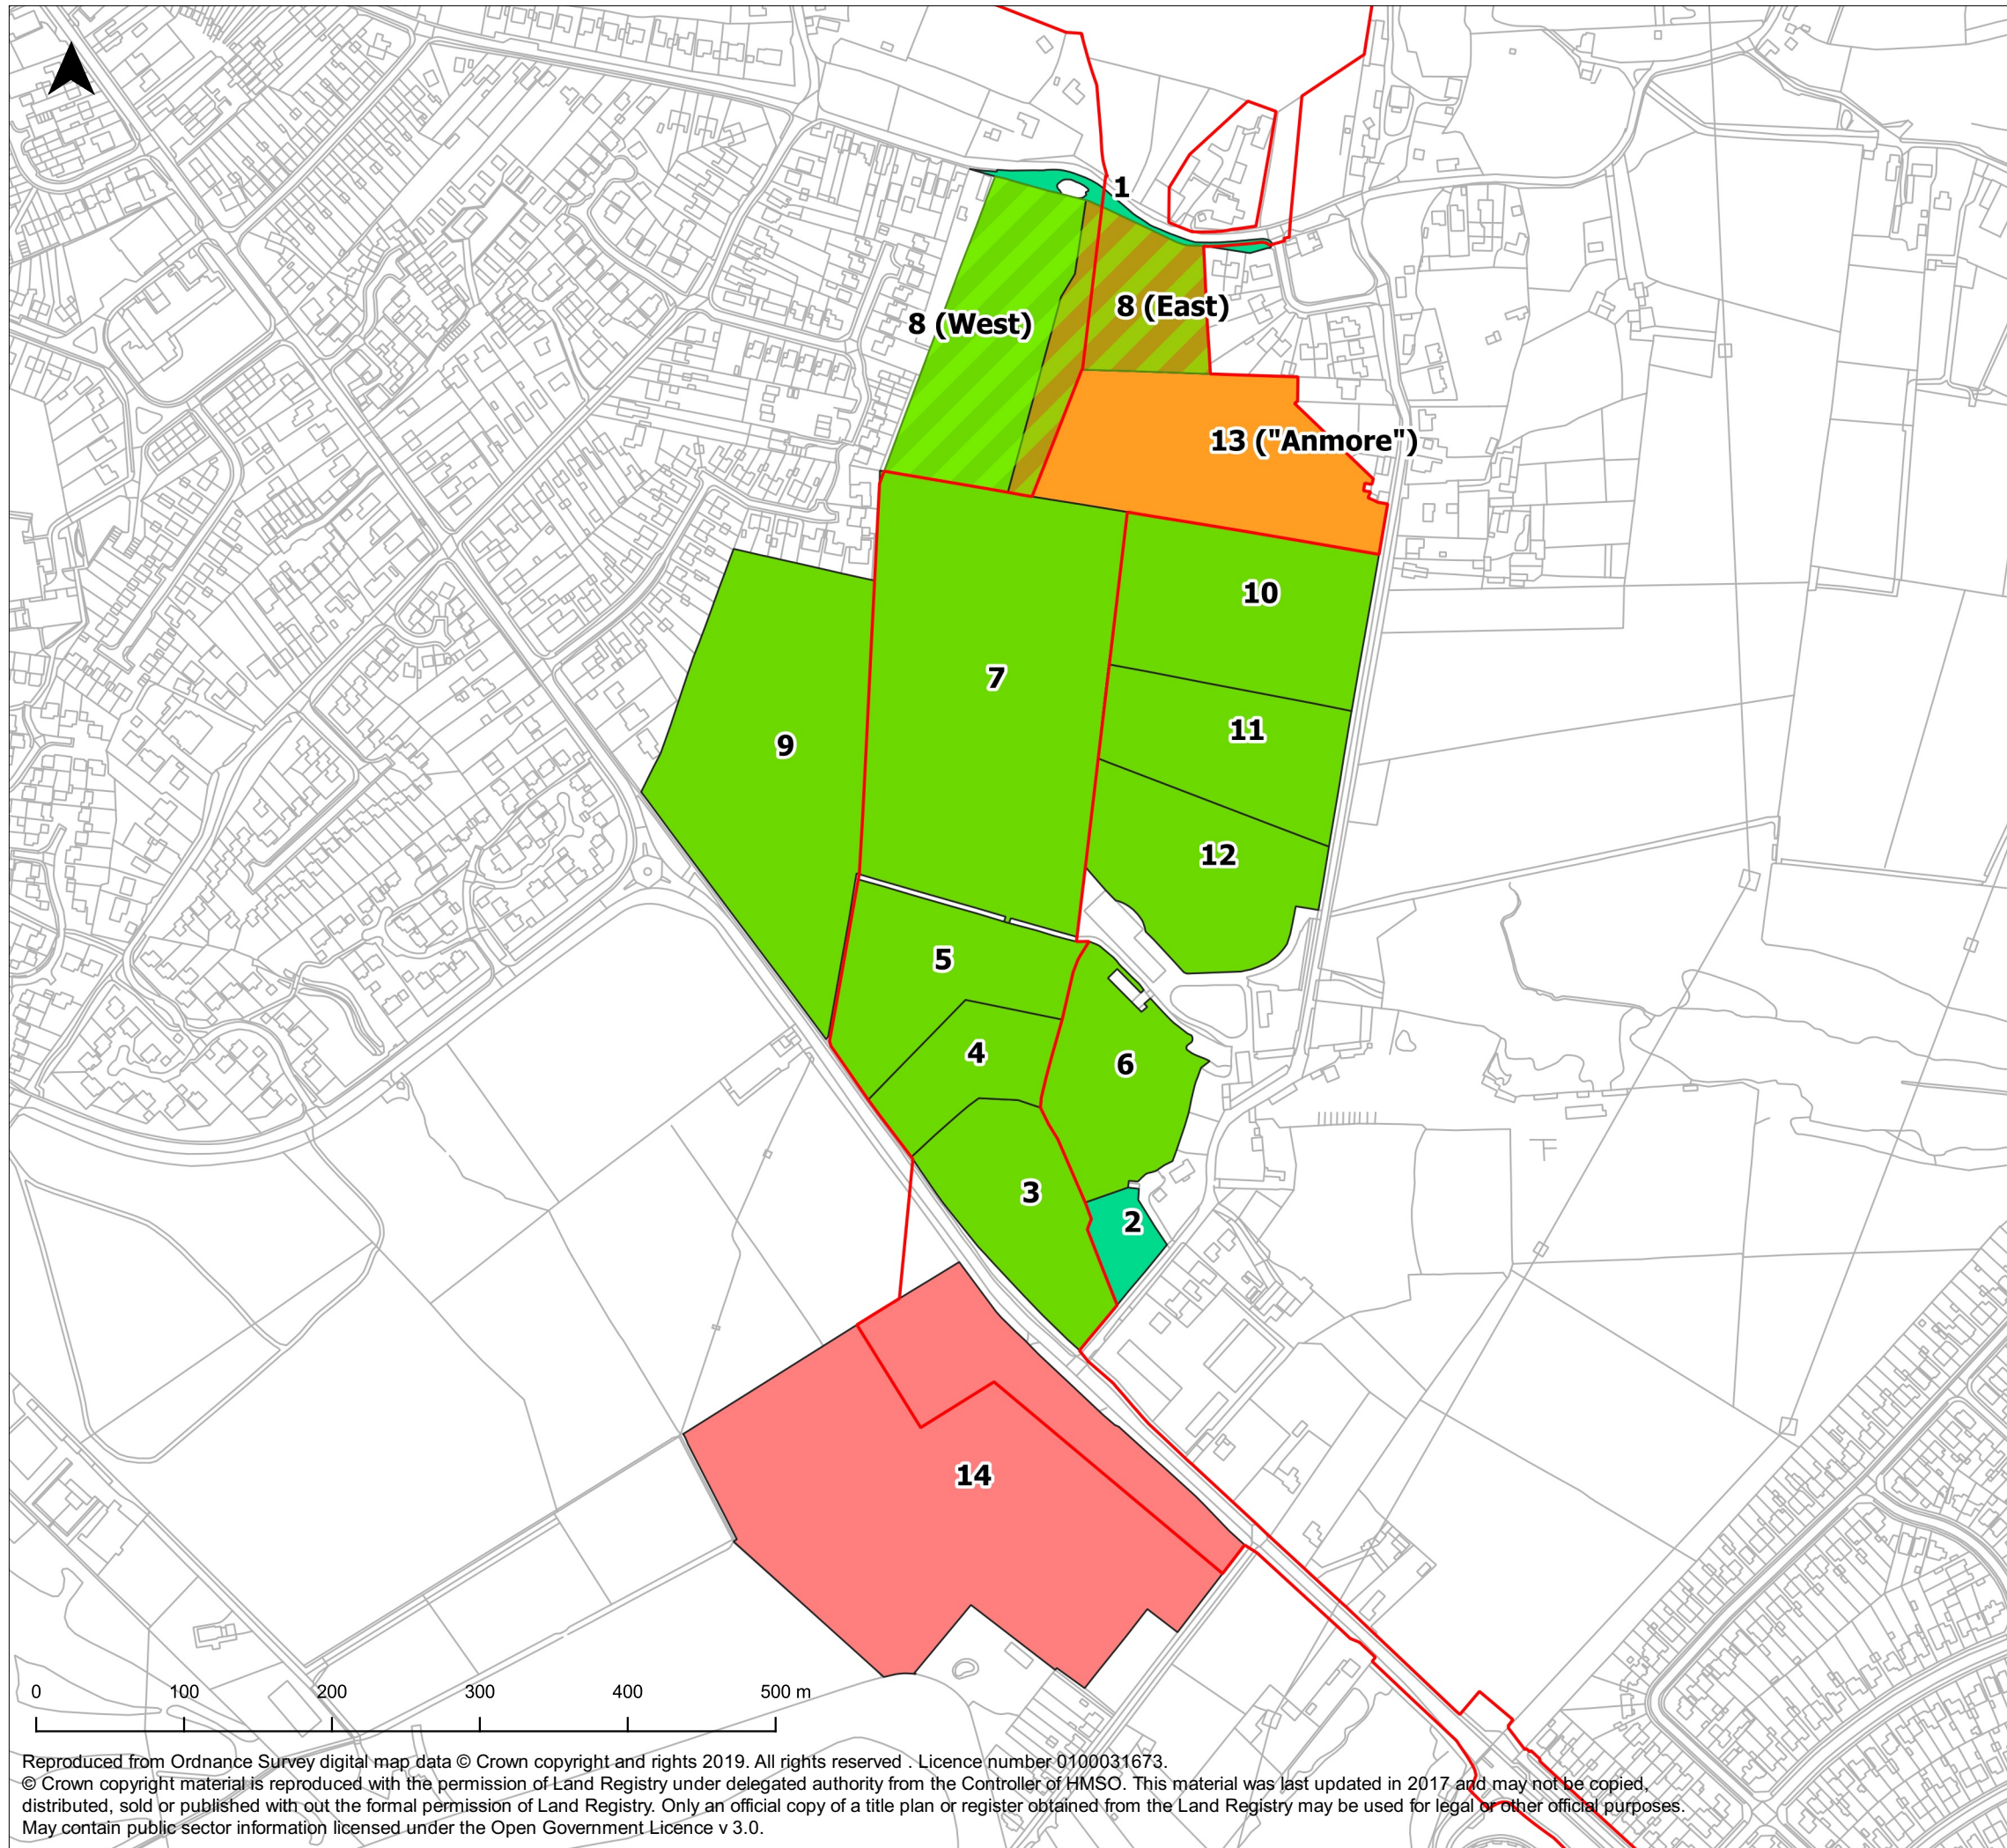 1
8 (East)
8 (West)
13 ("Anmore")
10
7
11
9
12
5
4
6
3
2
14
0 100 200 300 400 500 m
Reproduced from Ordnance Survey digital map data © Crown copyright and rights 2019. All rights reserved . Licence number 0100031673.
© Crown copyright material is reproduced with the permission of Land Registry under delegated authority from the Controller of HMSO. This material was last updated in 2017 and may not be copied,
distributed, sold or published with out the formal permission of Land Registry. Only an official copy of a title plan or register obtained from the Land Registry may be used for legal or other official purposes.
May contain public sector information licensed under the Open Government Licence v 3.0.